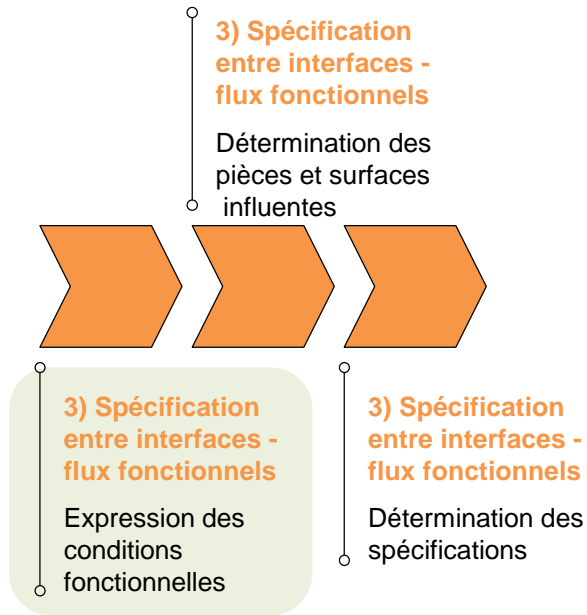 3) Spécification
entre interfaces -
flux fonctionnels
Détermination des
pièces et surfaces
influentes
3) Spécification
entre interfaces -
flux fonctionnels
Expression des
conditions
fonctionnelles
3) Spécification
entre interfaces -
flux fonctionnels
Détermination des
spécifications